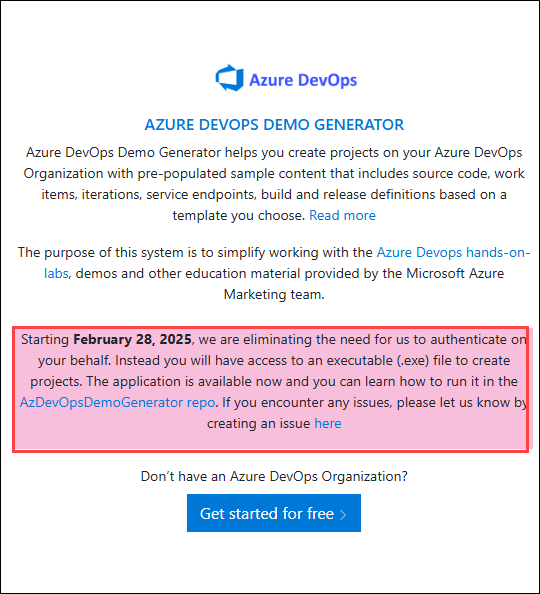 Azure DevOps
AZURE DEVOPS DEMO GENERATOR
Azure DevOps Demo Generator helps you create projects on your Azure DevOps
Organization with pre-populated sample content that includes source code, work
items, iterations, service endpoints, build and release definitions based on a
template you choose. Read more
The purpose of this system is to simplify working with the Azure Devops hands-on-
labs, demos and other education material provided by the Microsoft Azure
Marketing team.
Starting February 28, 2025, we are eliminating the need for us to authenticate on
your behalf. Instead you will have access to an executable (.exe) file to create
projects. The application is available now and you can learn how to run it in the
AzDevOpsDemoGenerator repo. If you encounter any issues, please let us know by
creating an issue here
Don't have an Azure DevOps Organization?
Get started for free >